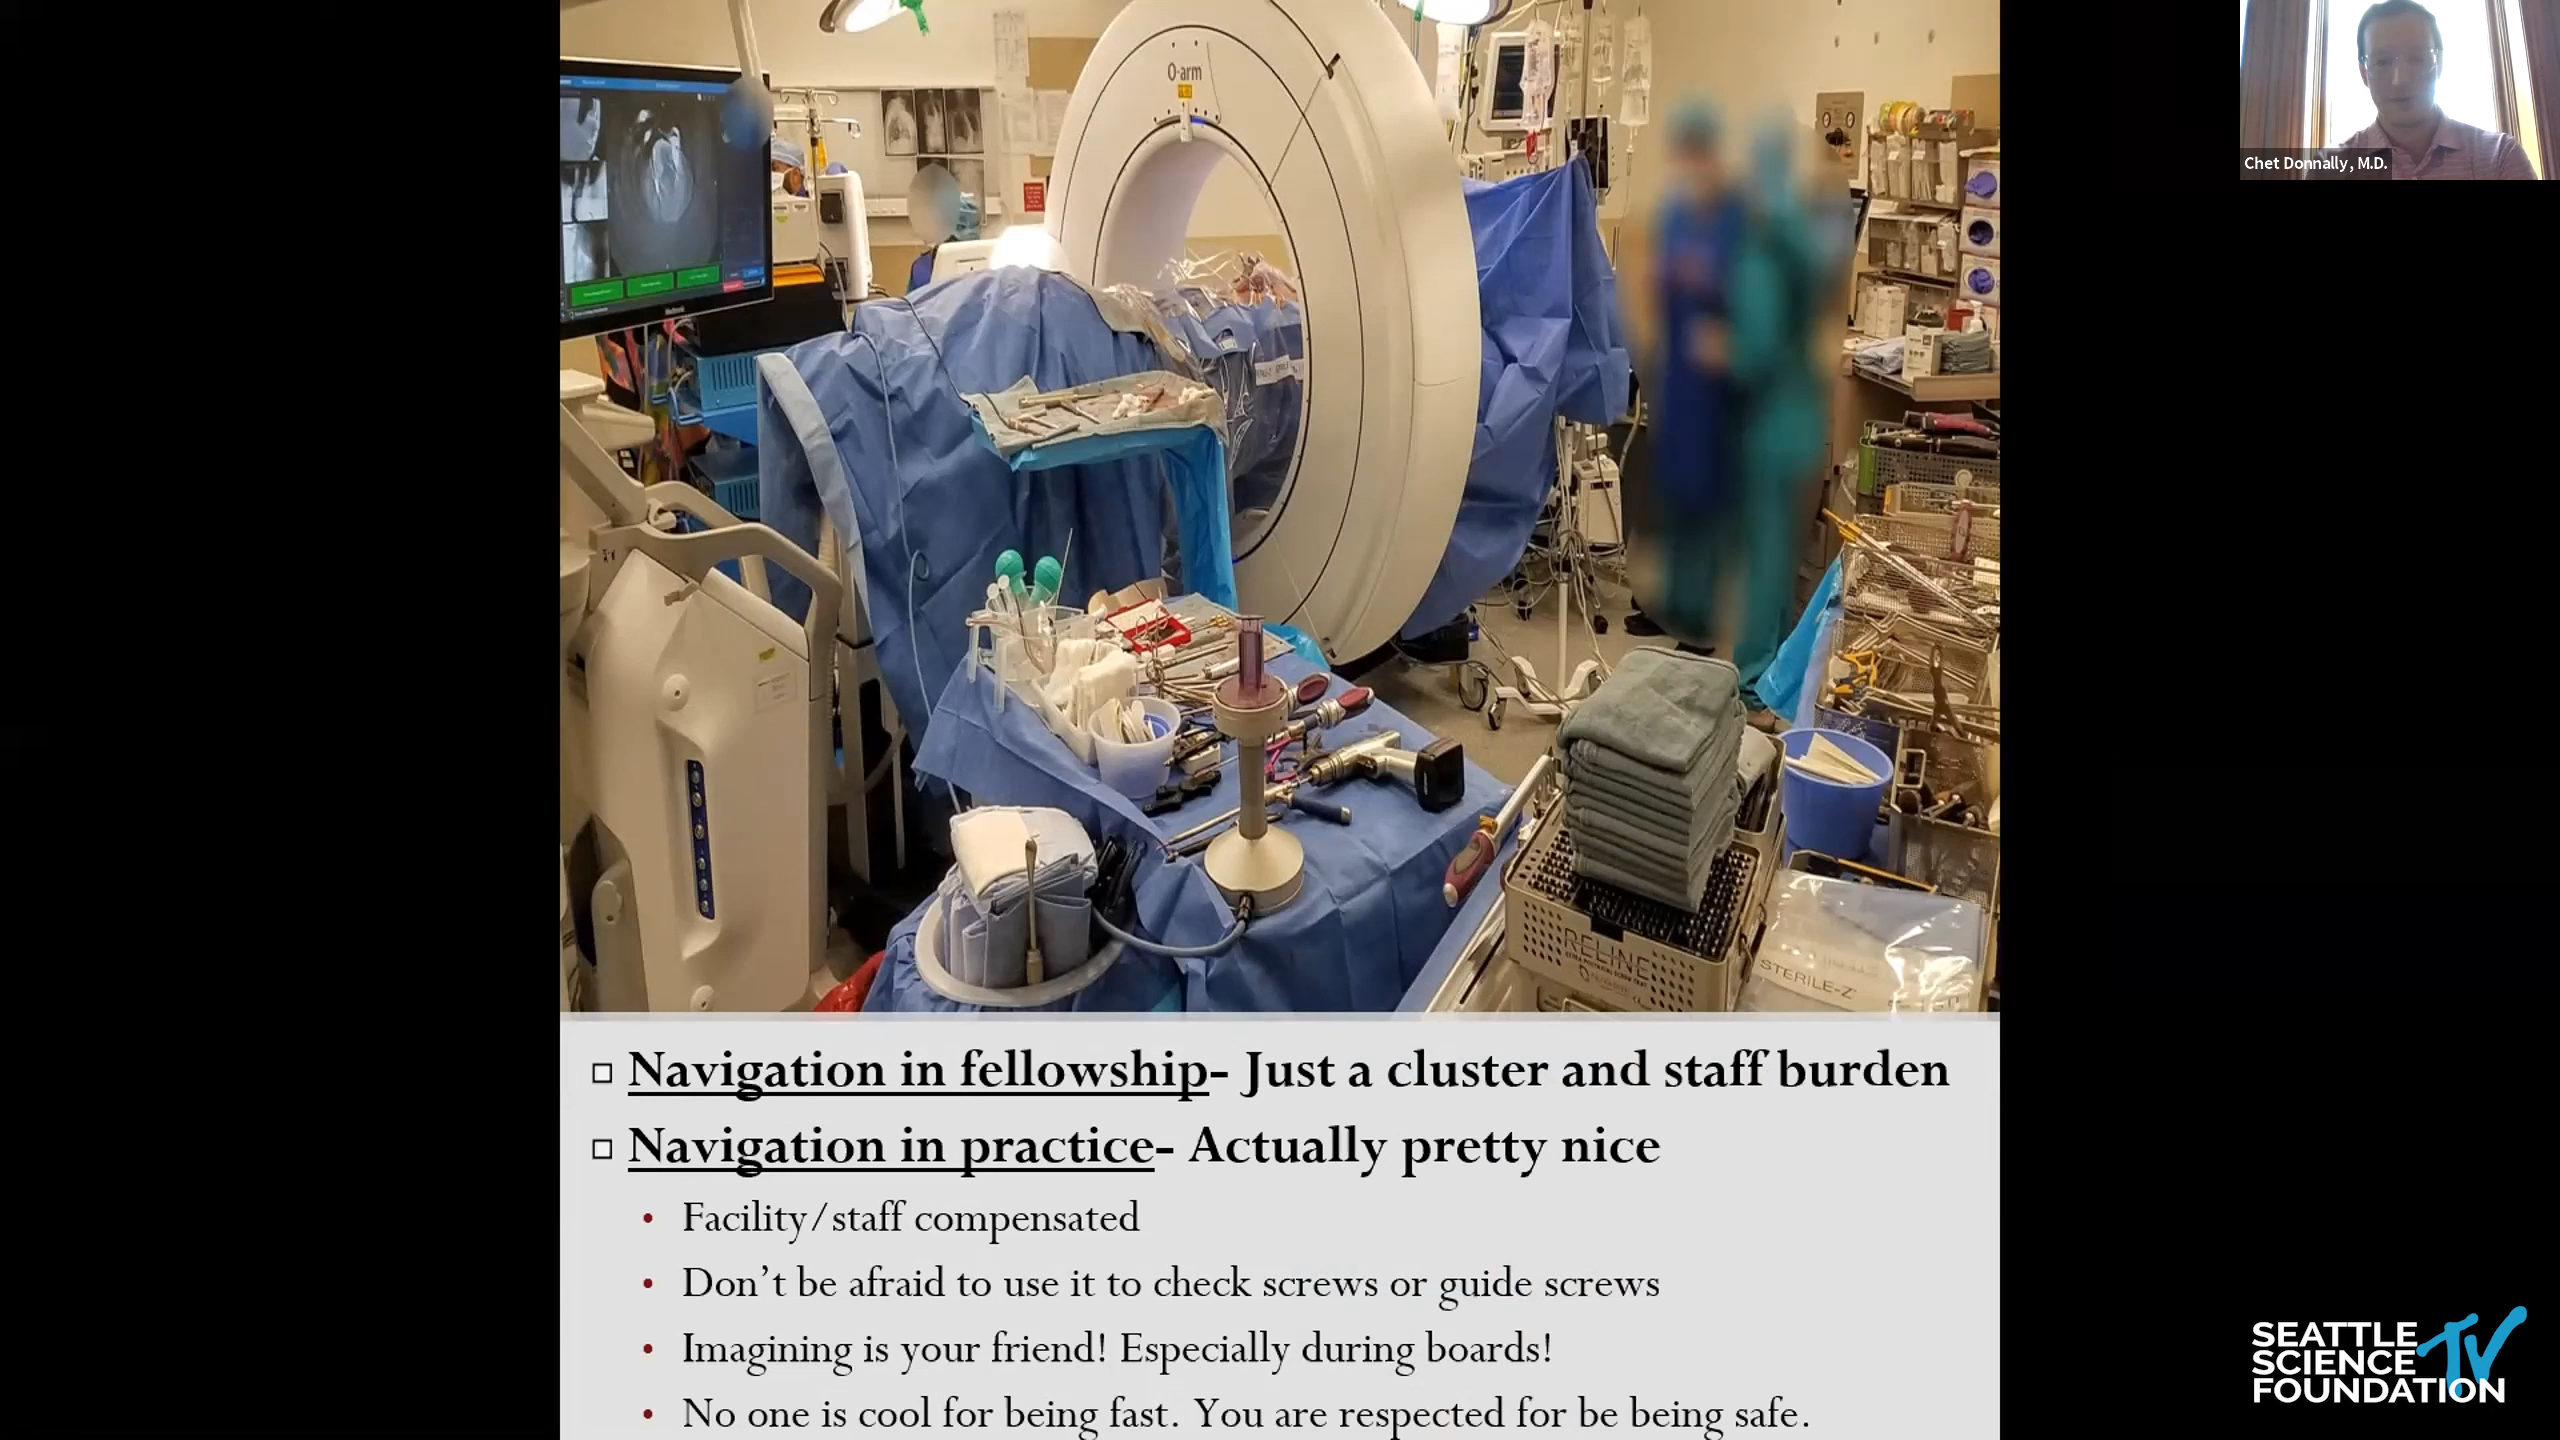 O-arm
Chet Donnally, M.D.
RELINE
STERILE-Z
□ Navigation in fellowship- Just a cluster and staff burden
□ Navigation in practice- Actually pretty nice
• Facility/staff compensated
• Don’t be afraid to use it to check screws or guide screws
• Imagining is your friend! Especially during boards!
• No one is cool for being fast. You are respected for be being safe.
SEATTLE
SCIENCE
FOUNDATION
TV